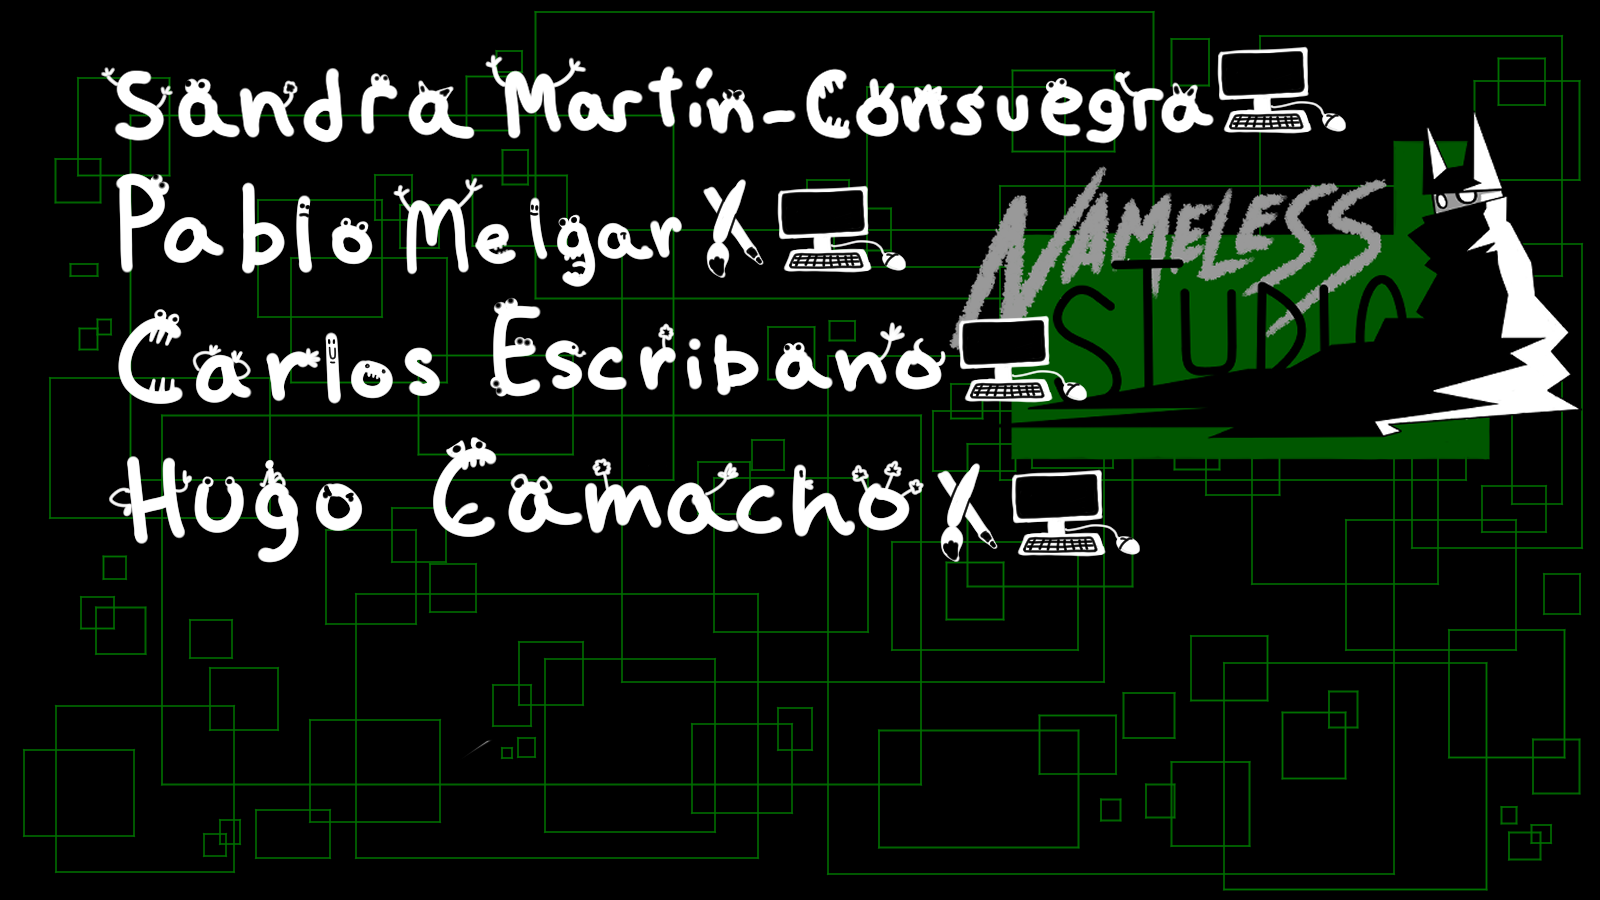 Sandra Martín-Consuegra
Pablo Melgar
Carlos Escribano
Hugo Camacho
NAMELESS
STUDIO